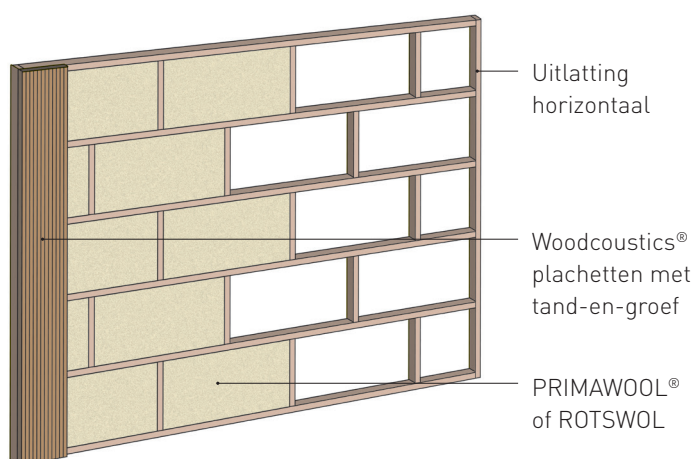 Uitlatting
horizontaal
Woodcoustics®
plachetten met
tand-en-groef
PRIMAWOOL®
of ROTSWOL